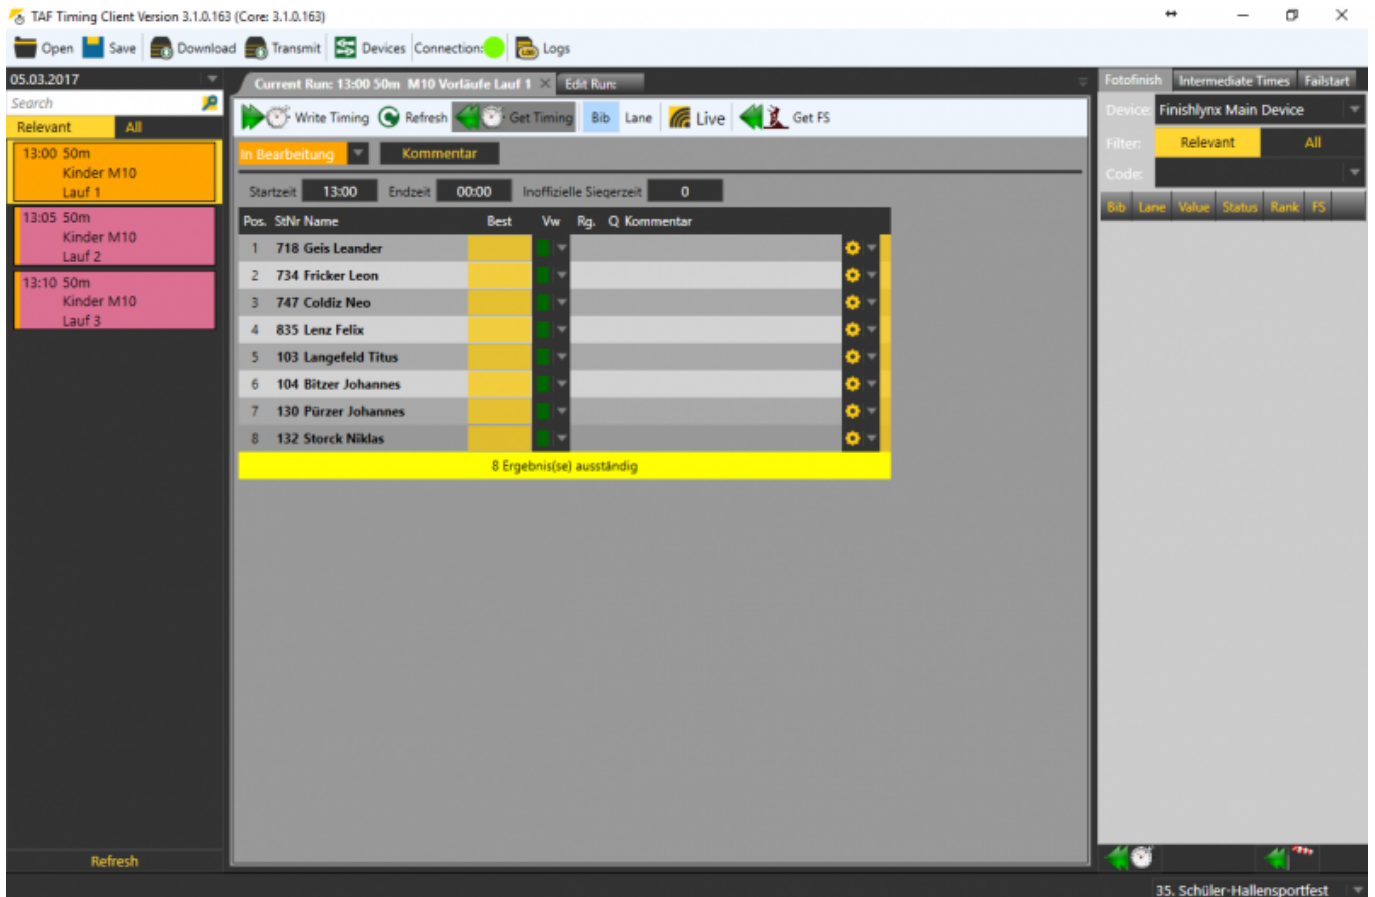 TAF Timing Client Version 3.1.0.163 (Core: 3.1.0.163)
Open Save Download Transmit Devices Connection: Logs
05.03.2017
Search
Relevant All
13:00 50m
Kinder M10
Lauf 1
13:05 50m
Kinder M10
Lauf 2
13:10 50m
Kinder M10
Lauf 3
Refresh
Current Run: 13:00 50m M10 Vorläufe Lauf 1 Edit Run:
Write Timing Refresh Get Timing Bib Lane Live Get FS
In Bearbeitung Kommentar
Startzeit 13:00 Endzeit 00:00 Inoffizielle Siegerzeit 0
Pos. StNr Name Best Vw Rg. Q Kommentar
1 718 Geis Leander
2 734 Fricker Leon
3 747 Coldiz Neo
4 835 Lenz Felix
5 103 Langefeld Titus
6 104 Bitzer Johannes
7 130 Pürzer Johannes
8 132 Storck Niklas
8 Ergebnis(se) ausständig
Fotofinish Intermediate Times Failstart
Device: Finishlynx Main Device
Filter: Relevant All
Code:
Bib Lane Value Status Rank FS
35. Schüler-Hallensportfest